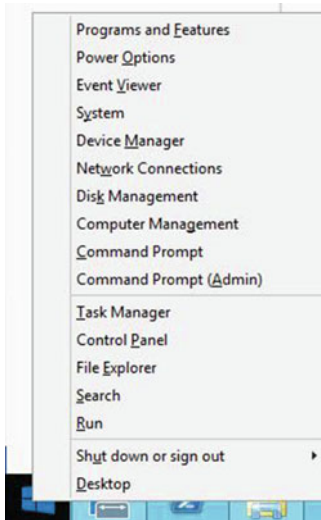 Programs and Features
Power Options
Event Viewer
System
Device Manager
Network Connections
Disk Management
Computer Management
Command Prompt
Command Prompt (Admin)
Task Manager
Control Panel
File Explorer
Search
Run
Shut down or sign out
Desktop